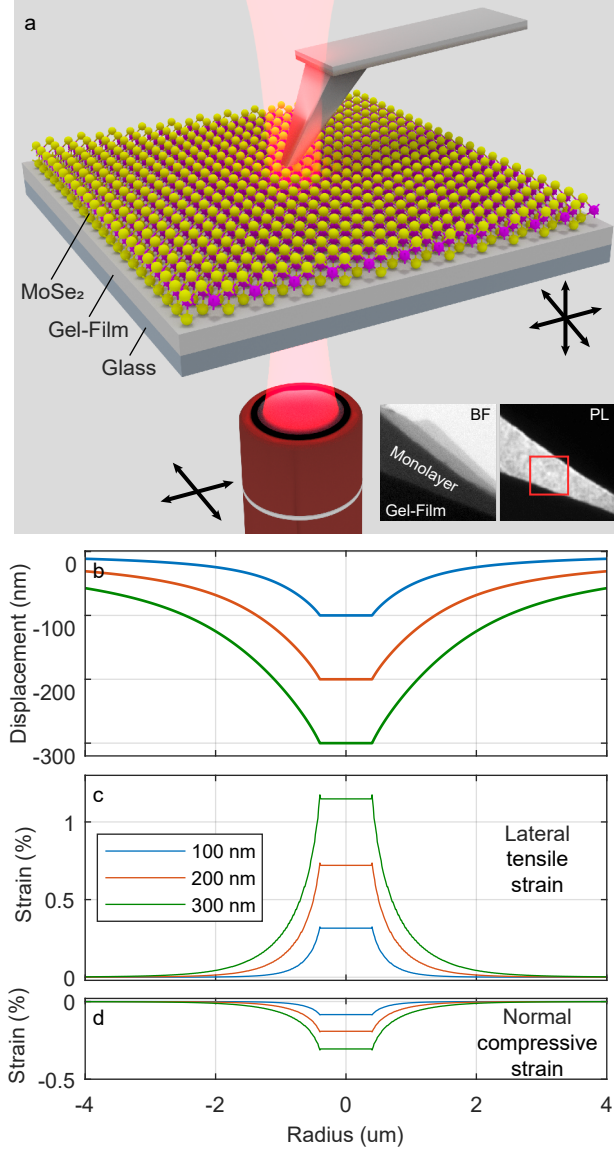 a
MoSe₂
Gel-Film
Glass
BF
PL
Monolayer
Gel-Film
b
0
-100
-200
-300
Displacement (nm)
c
1
0.5
0
Strain (%)
100 nm
200 nm
300 nm
Lateral
tensile
strain
d
0
-0.5
Strain (%)
Normal
compressive
strain
-4
-2
0
2
4
Radius (um)